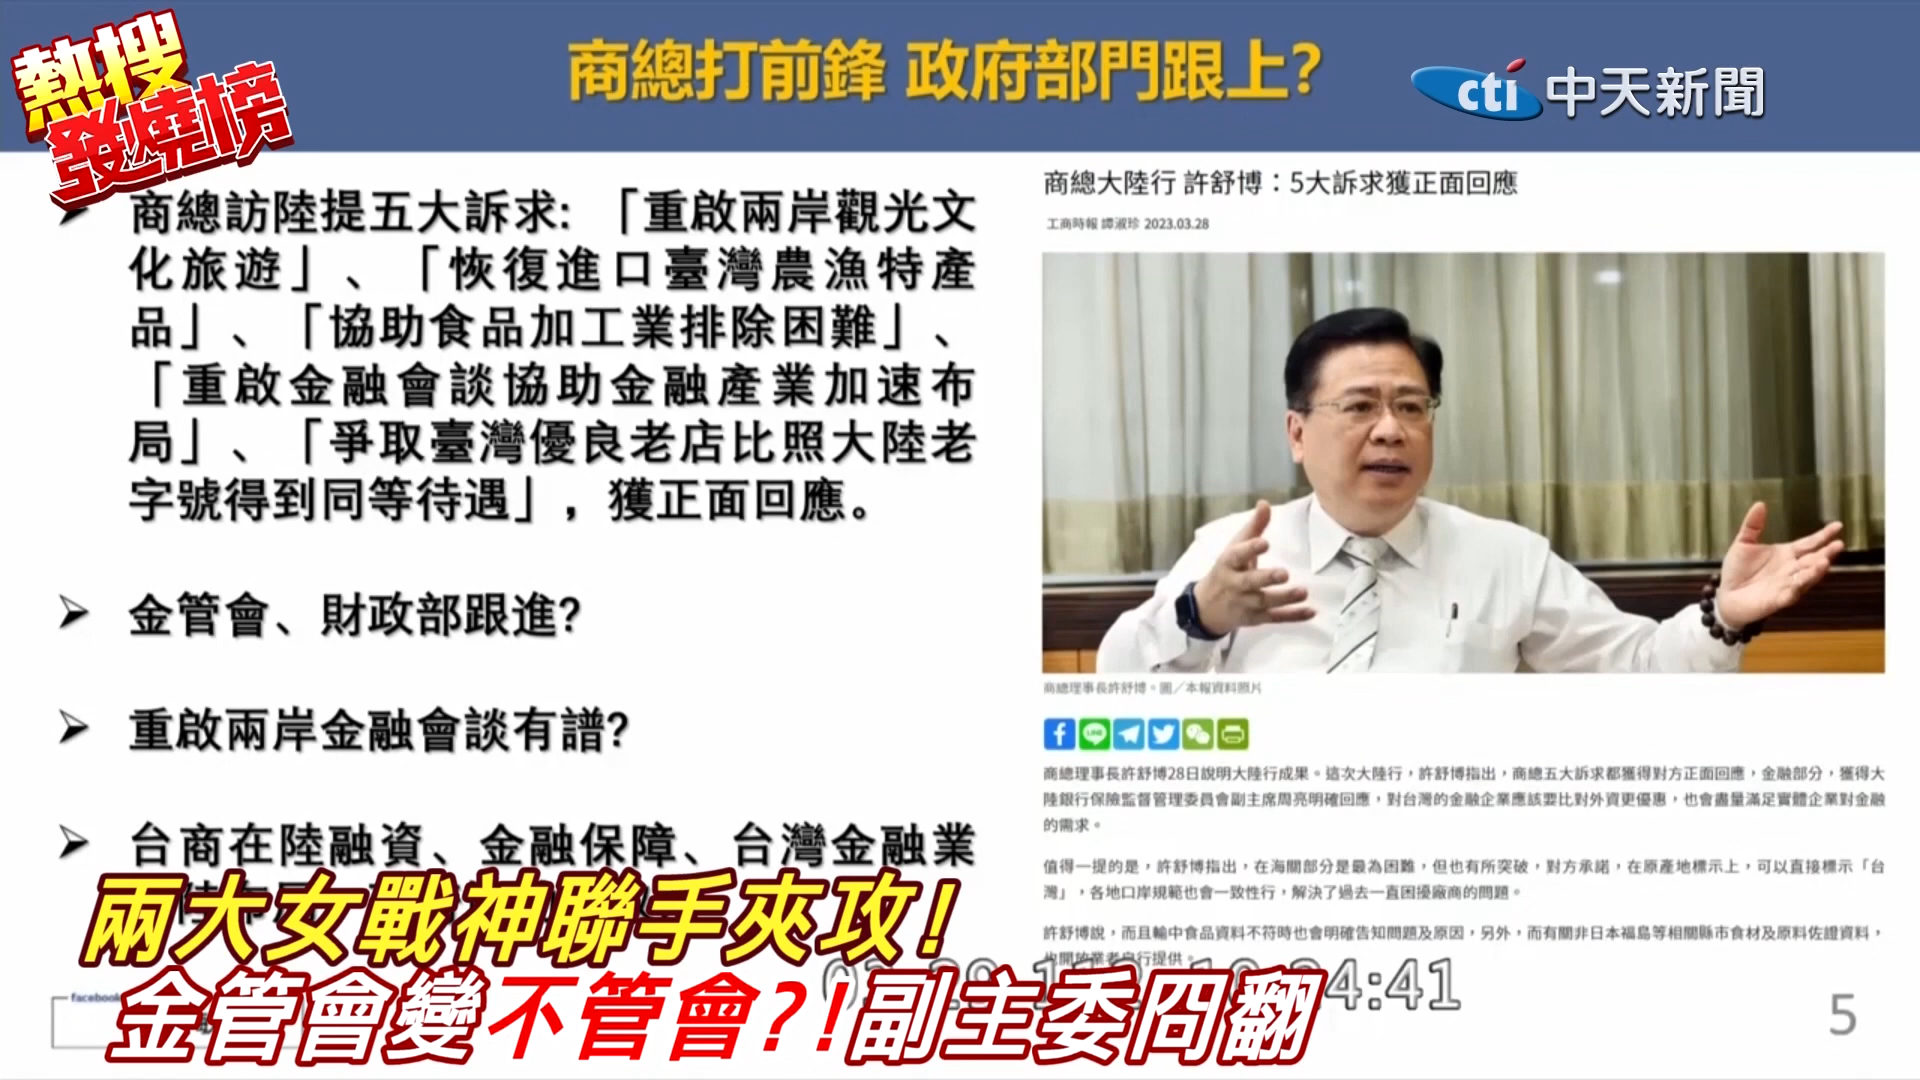 熱搜
發燒榜
商總打前鋒 政府部門跟上?
cti 中天新聞
商總訪陸提五大訴求:「重啟兩岸觀光文
化旅遊」、「恢復進口臺灣農漁特產
品」、「協助食品加工業排除困難」、
「重啟金融會談協助金融產業加速布
局」、「爭取臺灣優良老店比照大陸老
字號得到同等待遇」，獲正面回應。
金管會、財政部跟進?
重啟兩岸金融會談有譜?
台商在陸融資、金融保障、台灣金融業
商總大陸行 許舒博：5大訴求獲正面回應
工商時報 譚淑珍 2023.03.28
商總理事長許舒博。圖／本報資料照片
商總理事長許舒博28日說明大陸行成果。這次大陸行，許舒博指出，商總五大訴求都獲得對方正面回應，金融部分，獲得大
陸銀行保險監督管理委員會副主席周亮明確回應，對台灣的金融企業應該要比對外資更優惠，也會盡量滿足實體企業對金融
的需求。
值得一提的是，許舒博指出，在海關部分是最為困難，但也有所突破，對方承諾，在原產地標示上，可以直接標示「台
灣」，各地口岸規範也會一致性行，解決了過去一直困擾廠商的問題。
許舒博說，而且輸中食品資料不符時也會明確告知問題及原因，另外，而有關非日本福島等相關縣市食材及原料佐證資料，
也開放業者自行提供。
兩大女戰神聯手夾攻!
金管會變不管會?!副主委冏翻
4:41
facebook
5